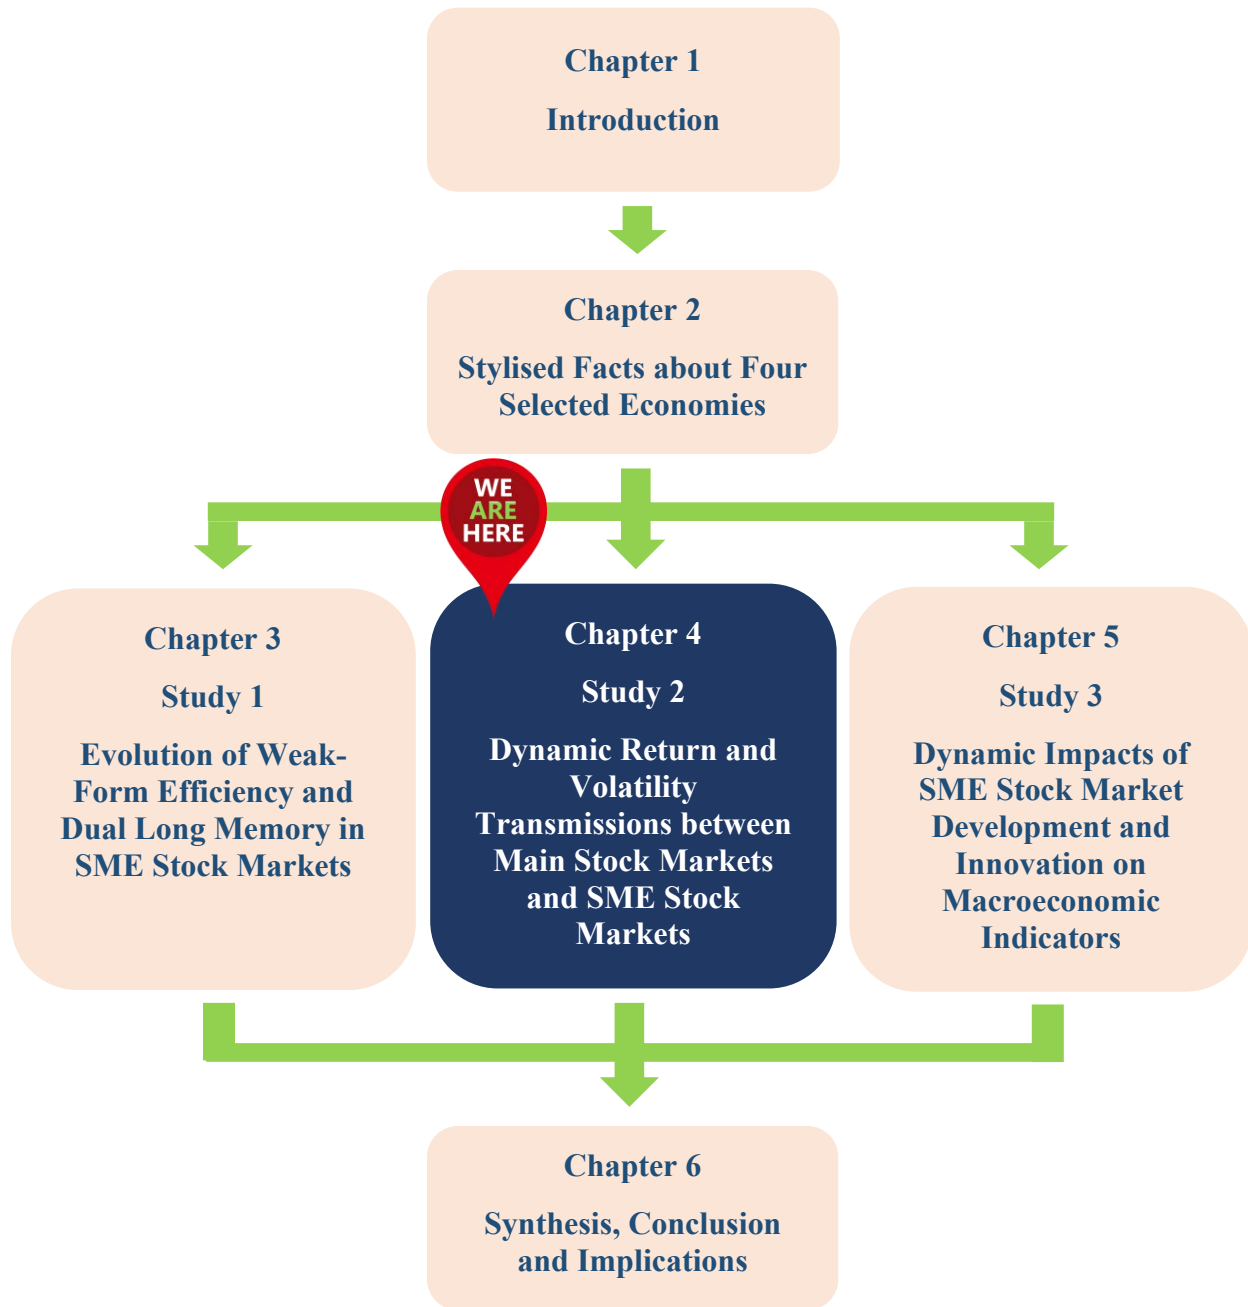 Chapter 1
Introduction
Chapter 2
Stylised Facts about Four
Selected Economies
WE
ARE
HERE
Chapter 3
Study 1
Evolution of Weak-
Form Efficiency and
Dual Long Memory in
SME Stock Markets
Chapter 4
Study 2
Dynamic Return and
Volatility
Transmissions between
Main Stock Markets
and SME Stock
Markets
Chapter 5
Study 3
Dynamic Impacts of
SME Stock Market
Development and
Innovation on
Macroeconomic
Indicators
Chapter 6
Synthesis, Conclusion
and Implications